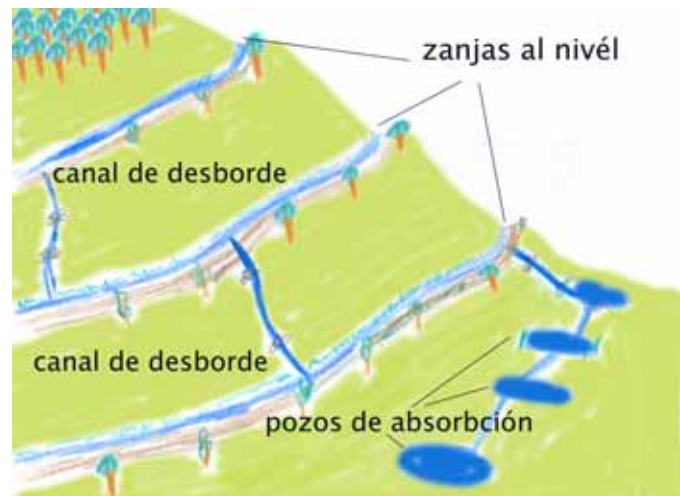 zanjas al nivél
canal de desborde
canal de desborde
pozos de absorbción